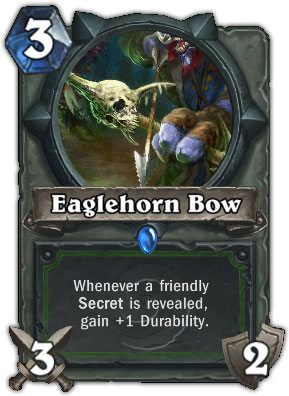 3
Eaglehorn Bow
Whenever a friendly
Secret is revealed,
gain +1 Durability.
3
2